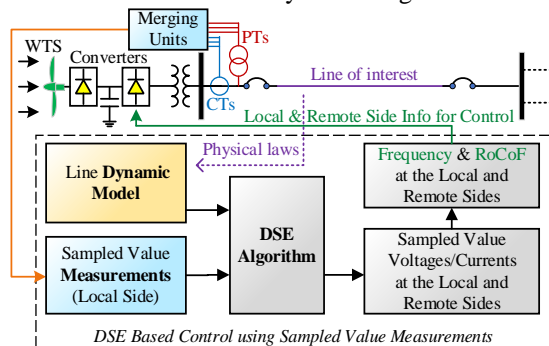 Merging
Units
PTs
WTS
Converters
CTs
Line of interest
Local & Remote Side Info for Control
Physical laws
Line Dynamic
Model
Sampled Value
Measurements
(Local Side)
DSE
Algorithm
Frequency & RoCoF
at the Local and
Remote Sides
Sampled Value
Voltages/Currents
at the Local and
Remote Sides
DSE Based Control using Sampled Value Measurements